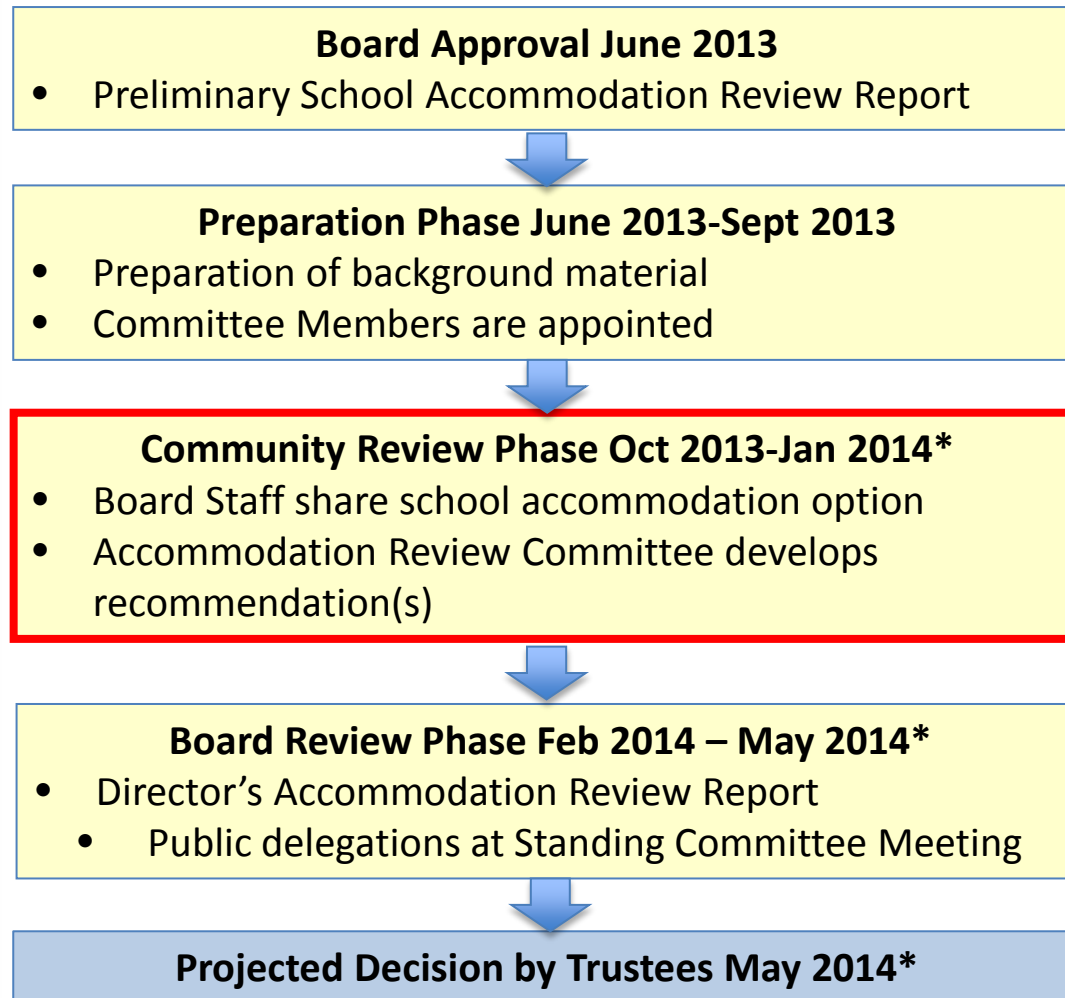 Board Approval June 2013
• Preliminary School Accommodation Review Report
Preparation Phase June 2013-Sept 2013
• Preparation of background material
• Committee Members are appointed
Community Review Phase Oct 2013-Jan 2014*
• Board Staff share school accommodation option
• Accommodation Review Committee develops
recommendation(s)
Board Review Phase Feb 2014 – May 2014*
• Director’s Accommodation Review Report
• Public delegations at Standing Committee Meeting
Projected Decision by Trustees May 2014*